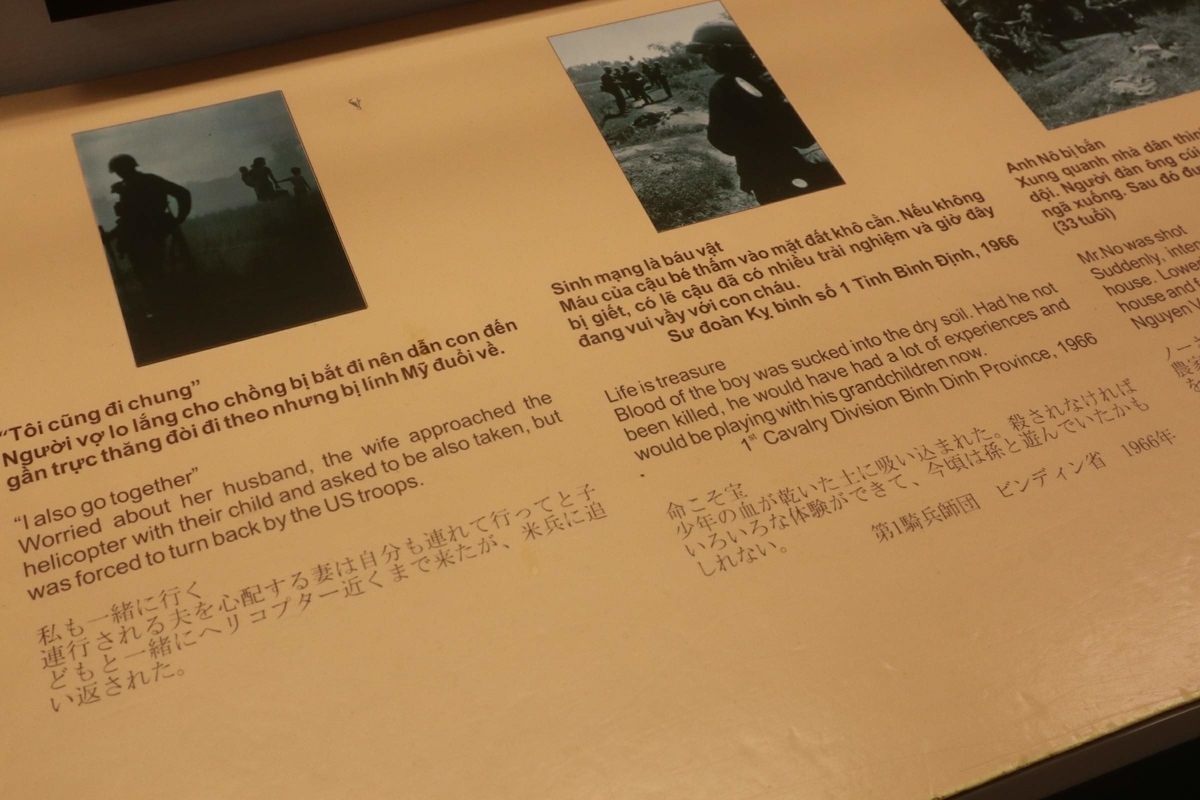 “Tôi cũng đi chung”
Người vợ lo lắng cho chồng bị bắt đi nên dẫn con đến
gần trực thăng đòi đi theo nhưng bị lính Mỹ đuổi về.
“I also go together”
Worried about her husband, the wife approached the
helicopter with their child and asked to be also taken, but
was forced to turn back by the US troops.
私も一緒に行く
連行される夫を心配する妻は自分も連れて行ってと子
どもと一緒にヘリコプター近くまで来たが、米兵に追
い返された。
Sinh mạng là báu vật
Máu của cậu bé thấm vào mặt đất khô cằn. Nếu không
bị giết, có lẽ cậu đã có nhiều trải nghiệm và giờ đây
đang vui vầy với con cháu.
Sư đoàn Kỵ binh số 1 Tỉnh Bình Định, 1966
Life is treasure
Blood of the boy was sucked into the dry soil. Had he not
been killed, he would have had a lot of experiences and
would be playing with his grandchildren now.
1st Cavalry Division Binh Dinh Province, 1966
命こそ宝
少年の血が乾いた土に吸い込まれた。殺されなければ
いろいろな体験ができて、今頃は孫と遊んでいたかも
しれない。
第1騎兵師団 ビンディン省 1966年
Anh Nô bị bắn
Xung quanh nhà dân thìn
dội. Người đàn ông cúi
ngã xuống. Sau đó đu
(33 tuổi)
Mr.No was shot
Suddenly, inten
house. Lowe
house and f
Nguyen
ノー
農家
を